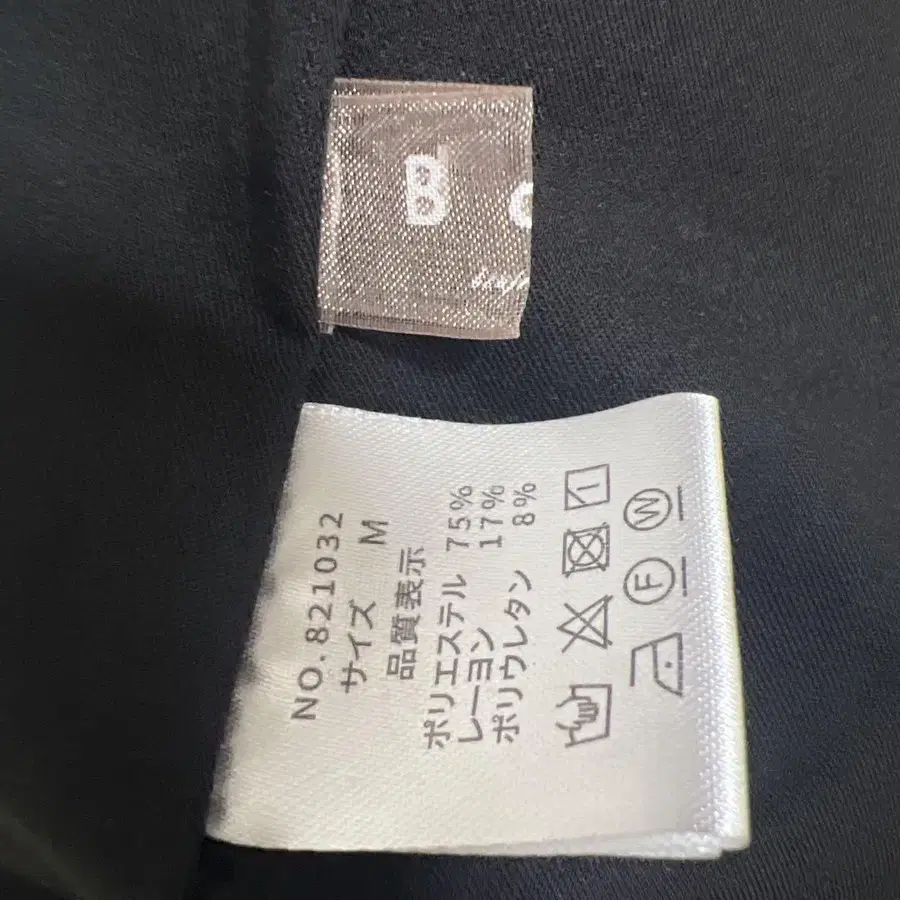 B
NO.821032
サイズ M
品質表示
ポリエステル 75%
レーヨン 17%
ポリウレタン 8%
F W